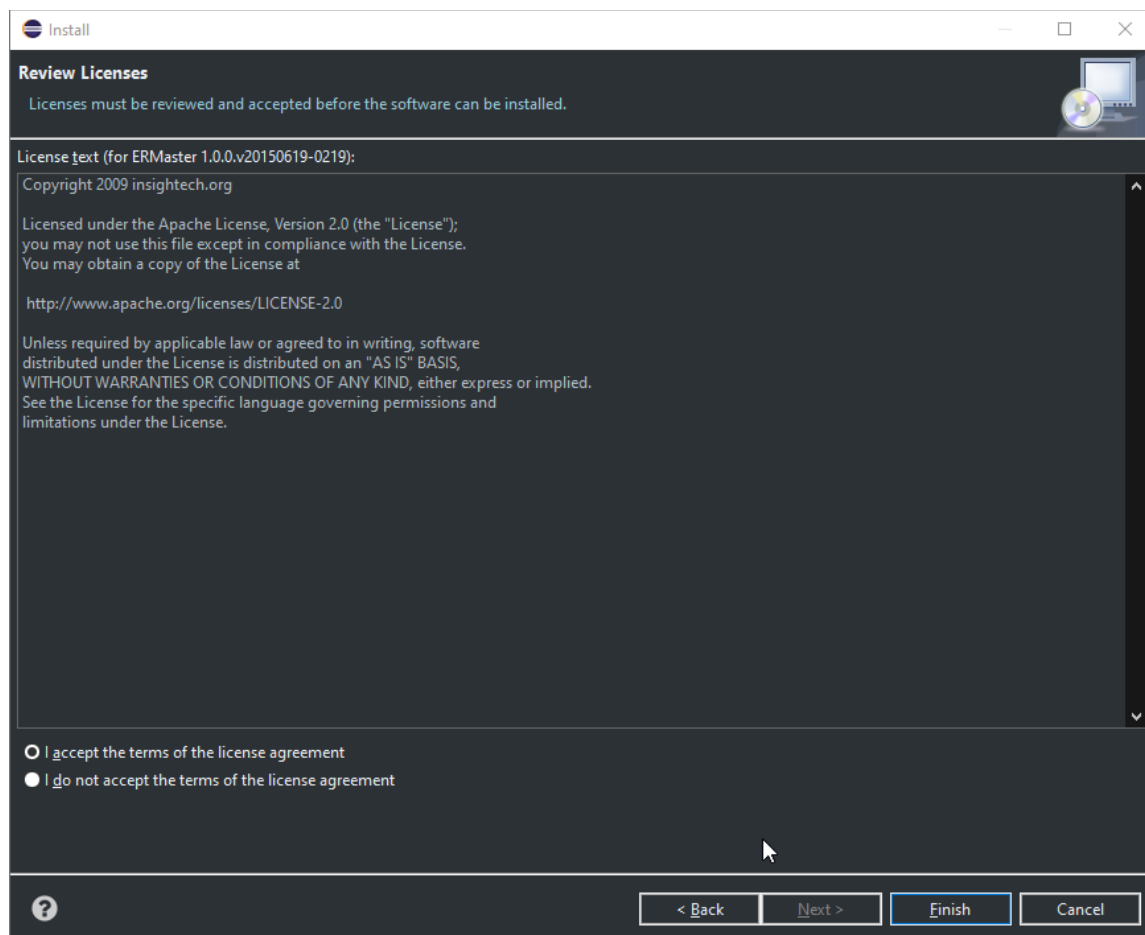 Install
Review Licenses
Licenses must be reviewed and accepted before the software can be installed.
License text (for ERMaster 1.0.0.v20150619-0219):
Copyright 2009 insightech.org
Licensed under the Apache License, Version 2.0 (the "License");
you may not use this file except in compliance with the License.
You may obtain a copy of the License at
http://www.apache.org/licenses/LICENSE-2.0
Unless required by applicable law or agreed to in writing, software
distributed under the License is distributed on an "AS IS" BASIS,
WITHOUT WARRANTIES OR CONDITIONS OF ANY KIND, either express or implied.
See the License for the specific language governing permissions and
limitations under the License.
I accept the terms of the license agreement
I do not accept the terms of the license agreement
? < Back Next > Finish Cancel